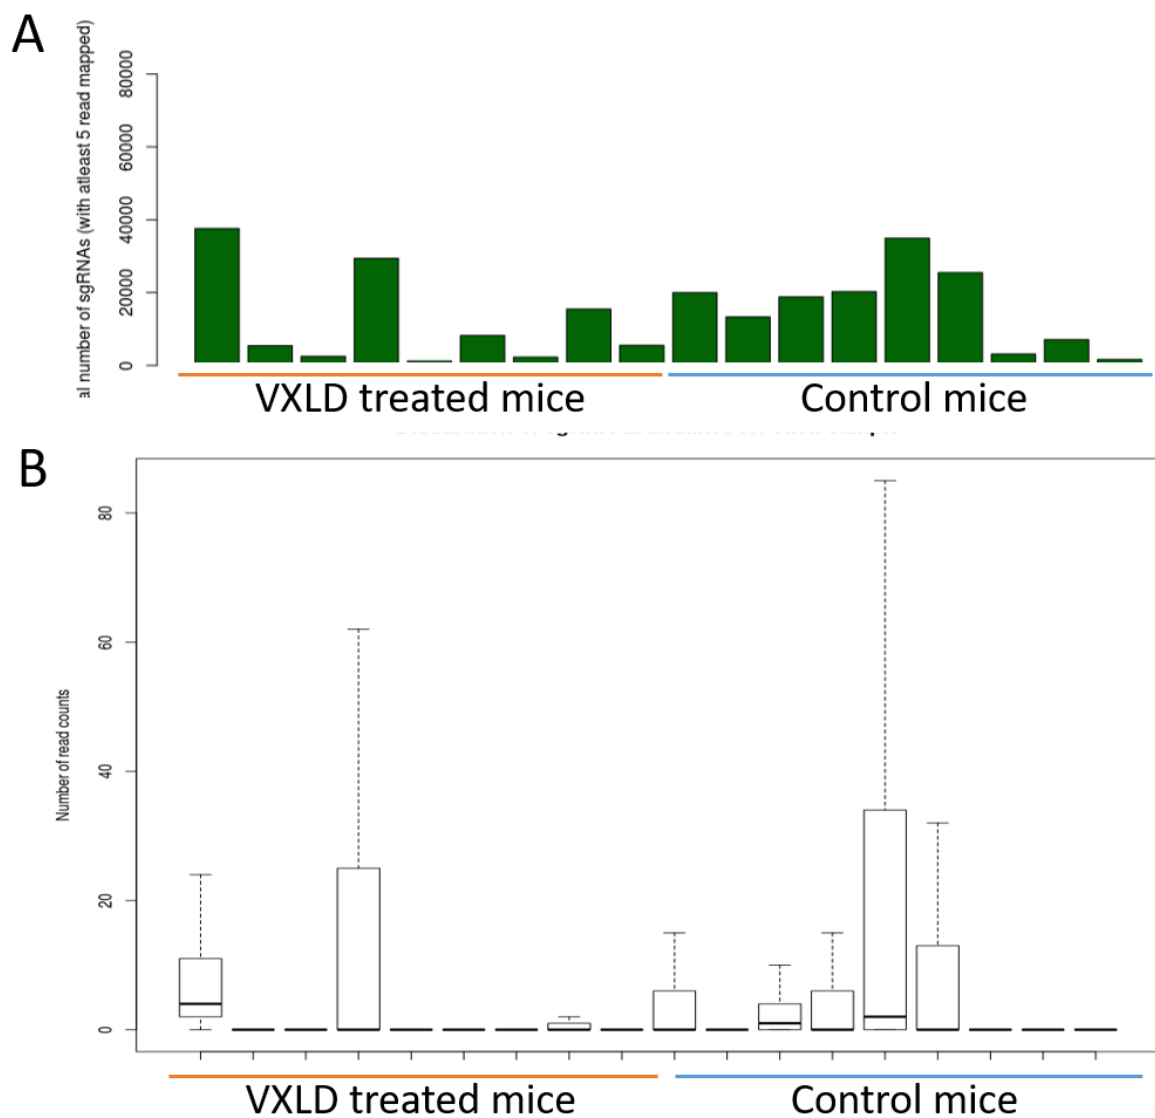 A
al number of sgRNAs (with atleast 5 read mapped)
80000
60000
40000
20000
0
VXLD treated mice
Control mice
B
Number of read counts
80
60
40
20
0
VXLD treated mice
Control mice